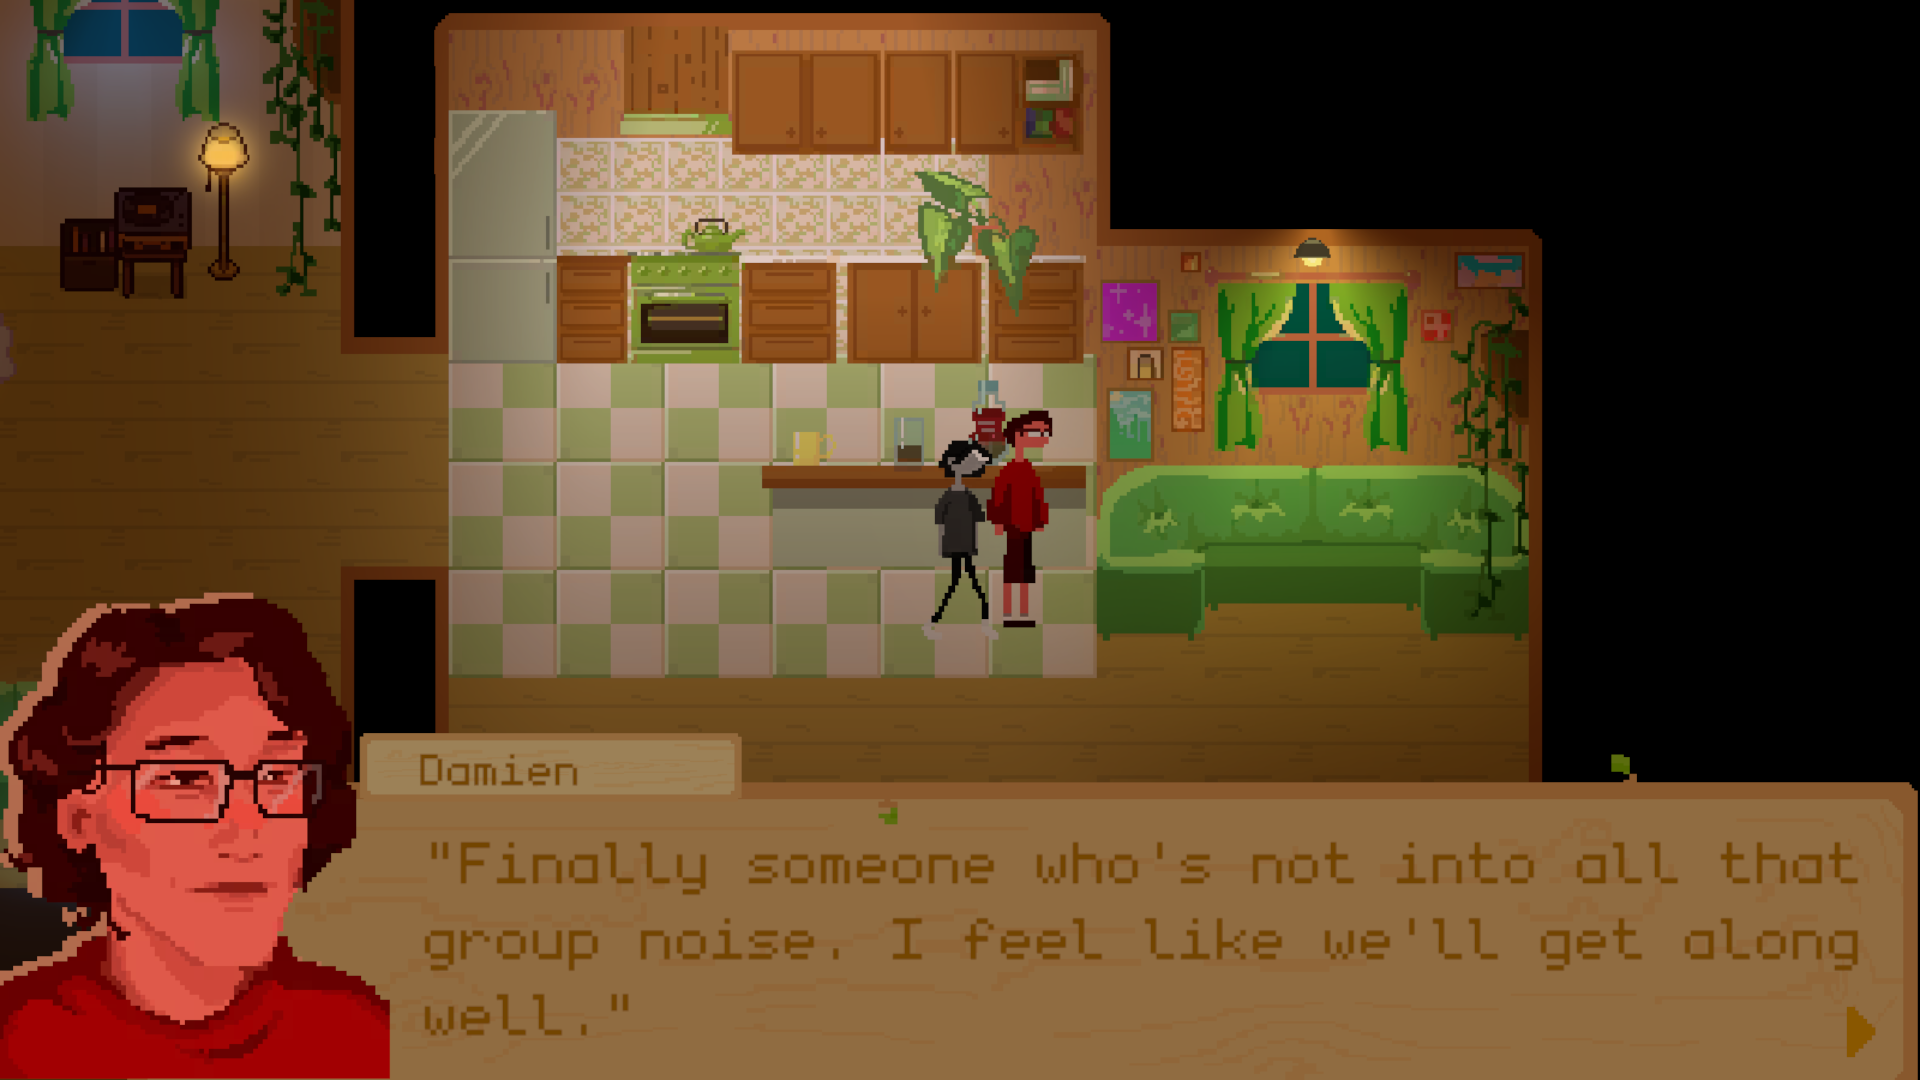 Damien
"Finally someone who's not into all that
group noise. I feel like we'll get along
well."